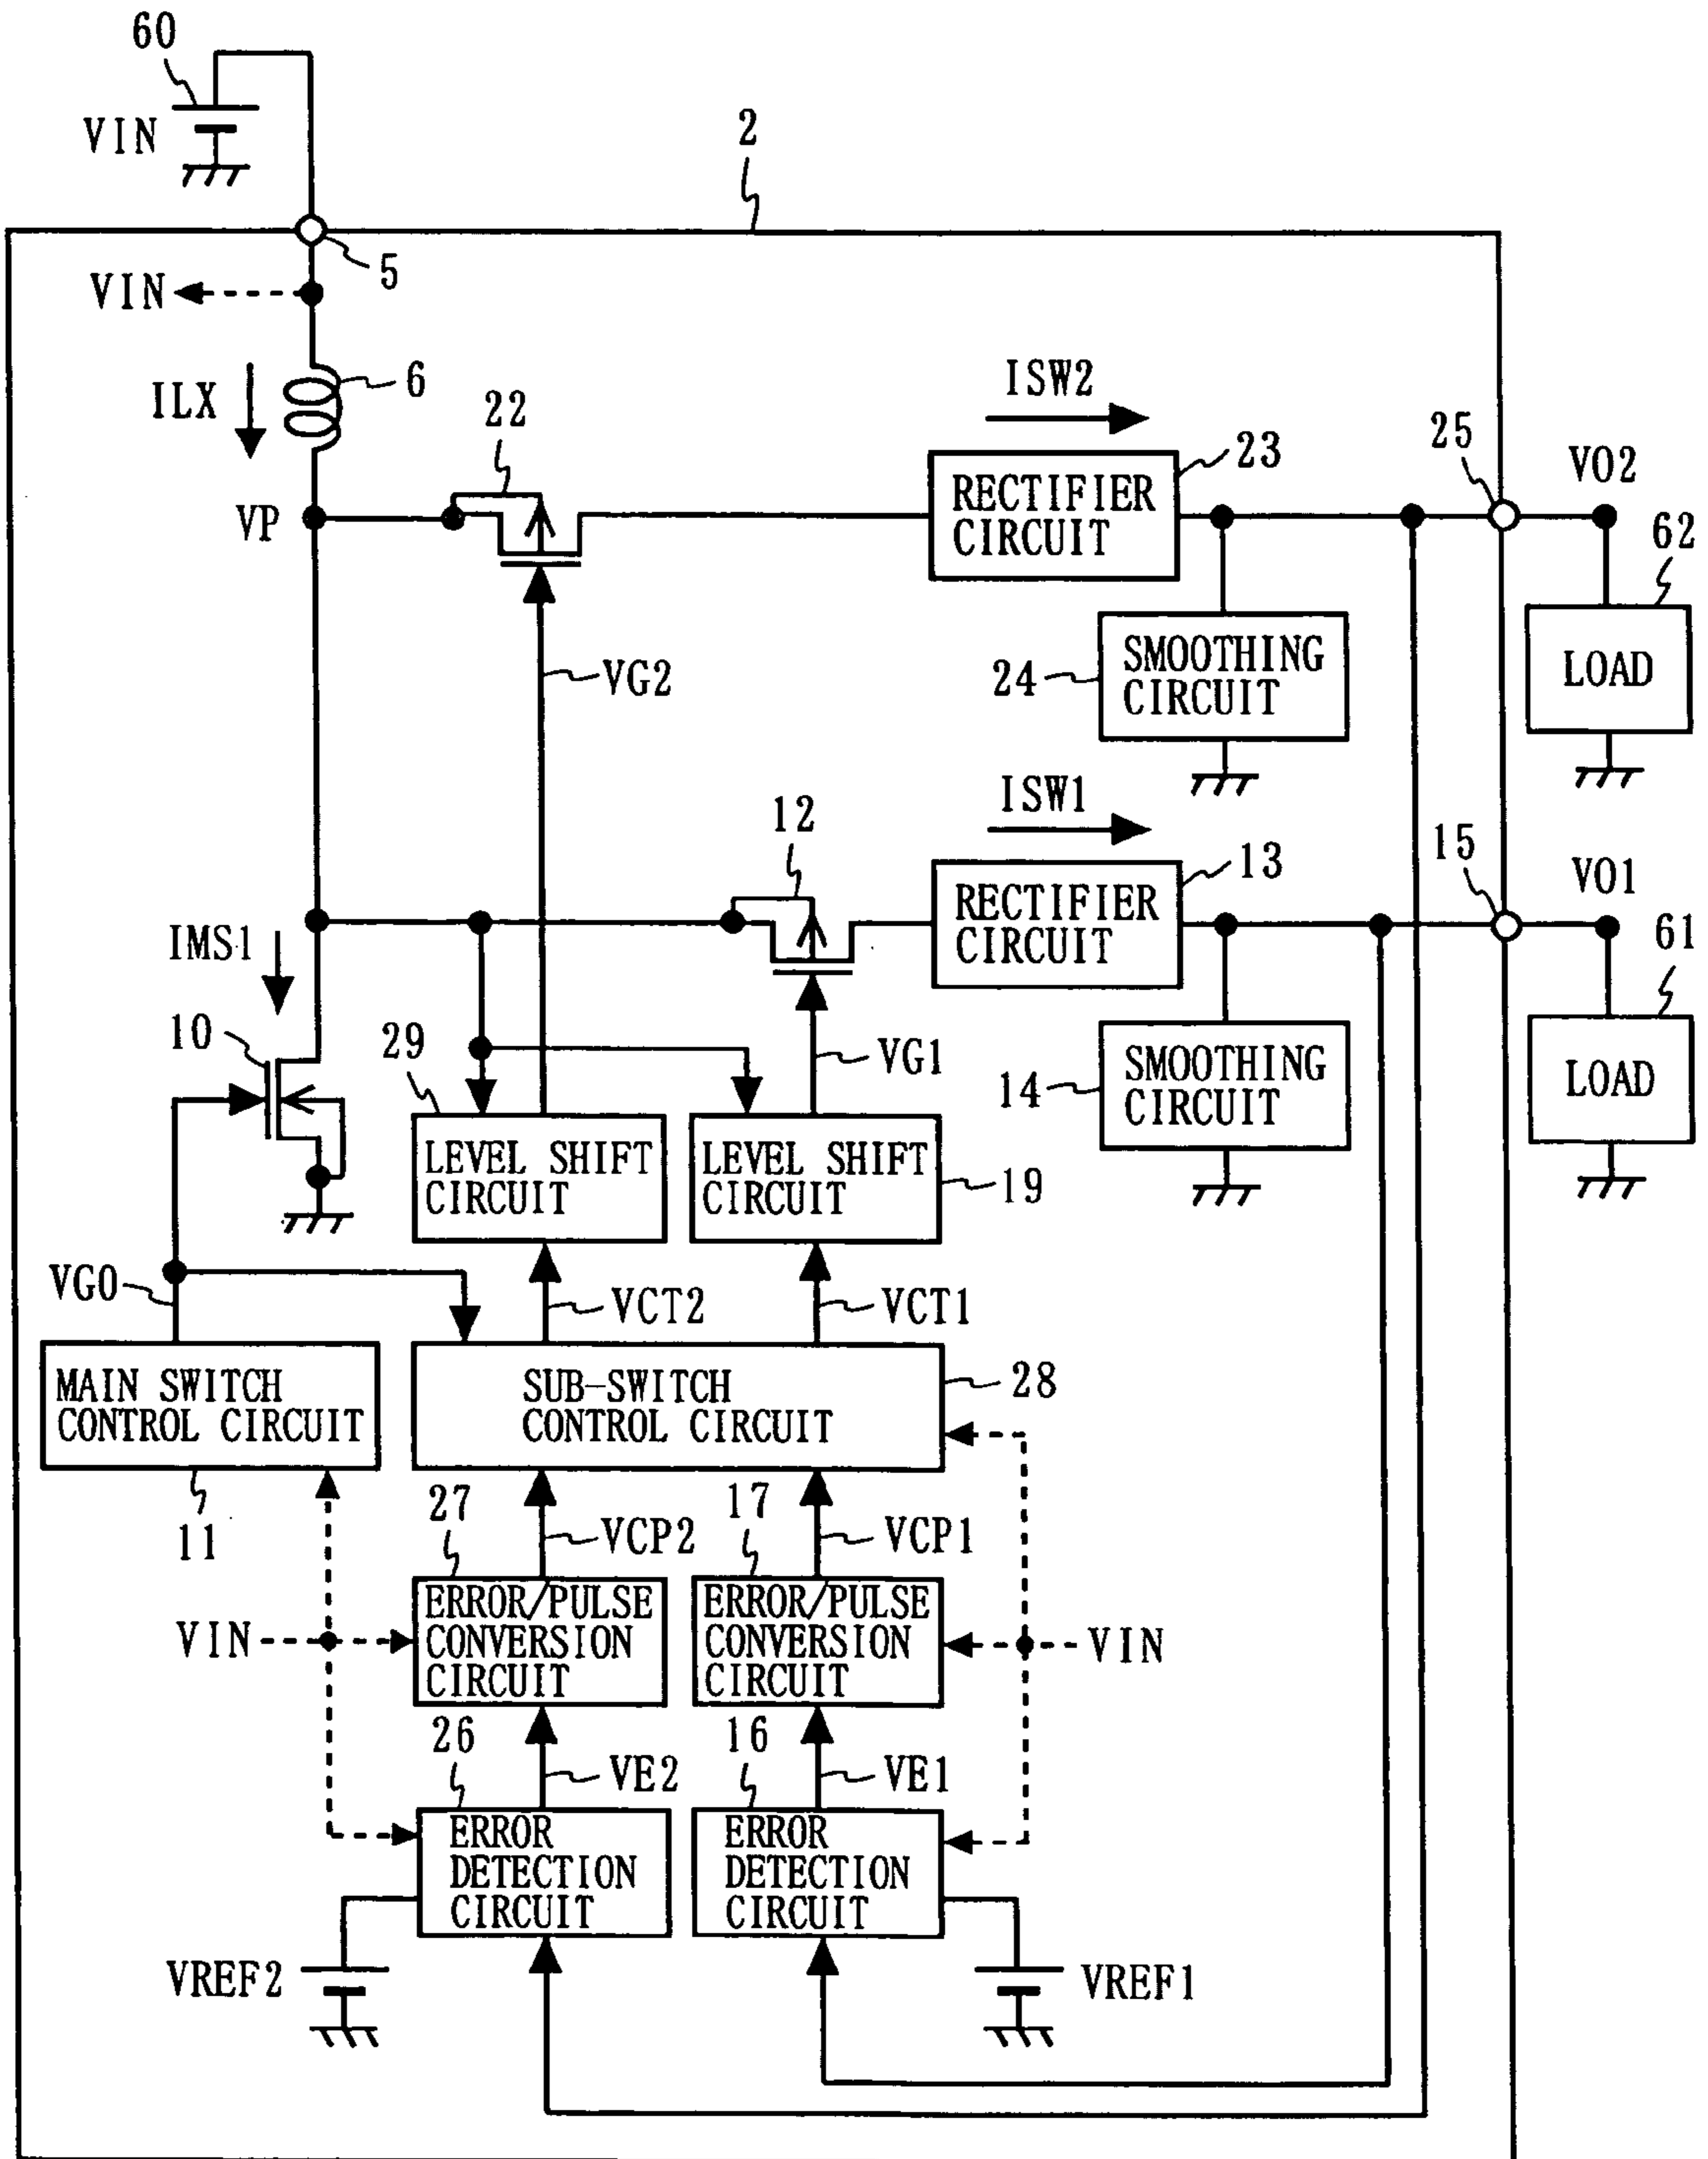 60
VIN
2
5
VIN
ILX
6
22
ISW2
23
25
VO2
VP
RECTIFIER
CIRCUIT
62
VG2
24
SMOOTHING
CIRCUIT
LOAD
12
ISW1
13
15
VO1
IMS1
RECTIFIER
CIRCUIT
61
10
29
VG1
14
SMOOTHING
CIRCUIT
LOAD
LEVEL SHIFT
CIRCUIT
LEVEL SHIFT
CIRCUIT
19
VG0
VCT2
VCT1
MAIN SWITCH
CONTROL CIRCUIT
SUB-SWITCH
CONTROL CIRCUIT
28
11
27
VCP2
17
VCP1
VIN
ERROR/PULSE
CONVERSION
CIRCUIT
ERROR/PULSE
CONVERSION
CIRCUIT
VIN
26
VE2
16
VE1
ERROR
DETECTION
CIRCUIT
ERROR
DETECTION
CIRCUIT
VREF2
VREF1